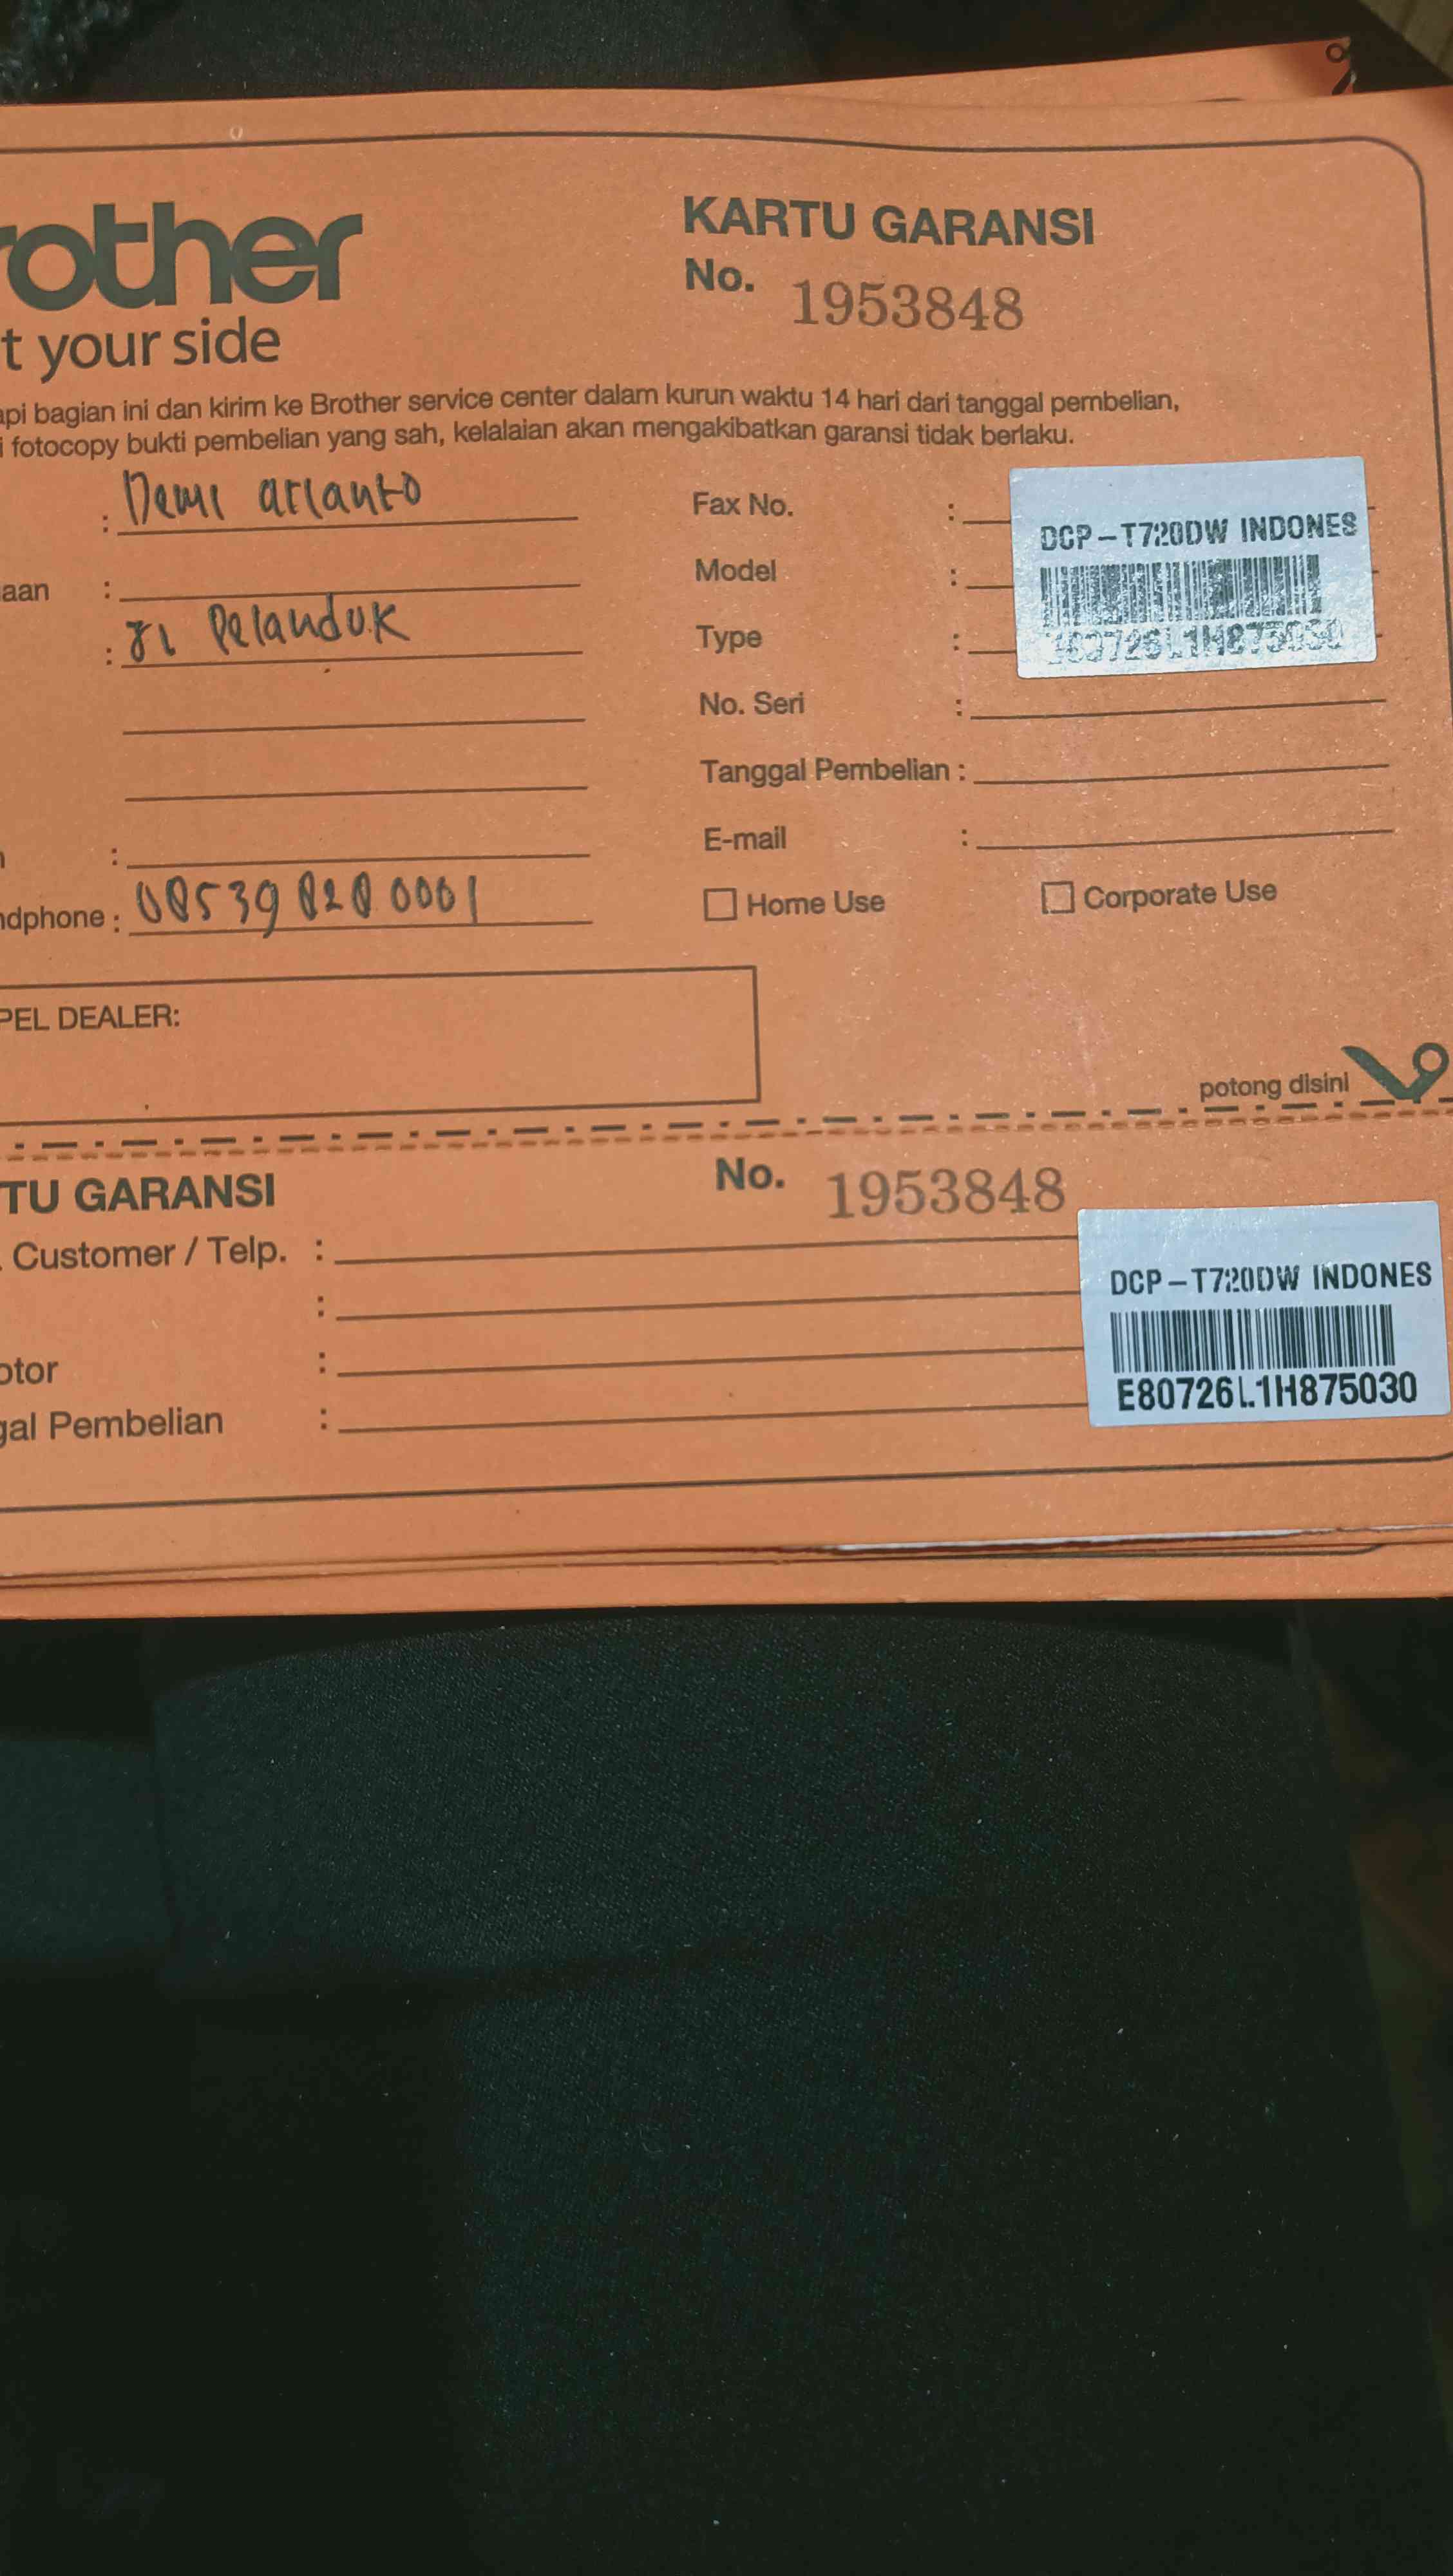 rother
t your side
KARTU GARANSI
No. 1953848
api bagian ini dan kirim ke Brother service center dalam kurun waktu 14 hari dari tanggal pembelian,
i fotocopy bukti pembelian yang sah, kelalaian akan mengakibatkan garansi tidak berlaku.
: Demi arianto
aan :
: Jl Pelanduk
:
ndphone : 085398280001
Fax No. :
Model :
Type :
No. Seri :
Tanggal Pembelian :
E-mail :
Home Use Corporate Use
DCP-T720DW INDONES
PEL DEALER:
potong disini
TU GARANSI
No. 1953848
Customer / Telp. :
:
otor :
gal Pembelian :
DCP-T720DW INDONES
E80726L1H875030